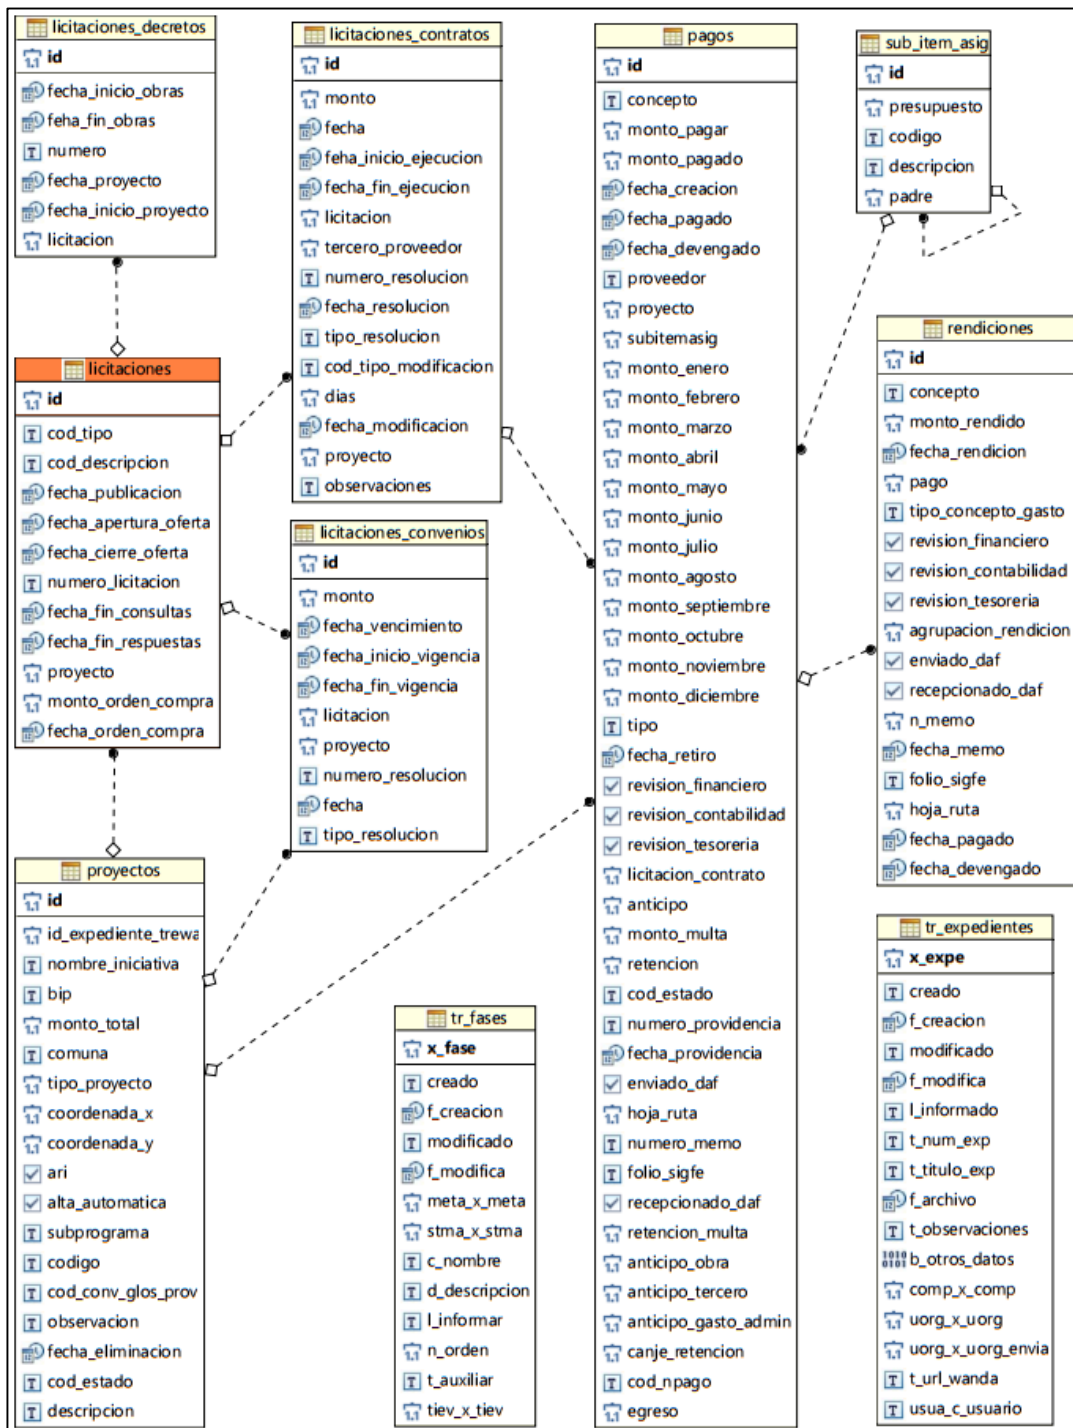 licitaciones_decretos
id
fecha_inicio_obras
feha_fin_obras
numero
fecha_proyecto
fecha_inicio_proyecto
licitacion
licitaciones
id
cod_tipo
cod_descripcion
fecha_publicacion
fecha_apertura_oferta
fecha_cierre_oferta
numero_licitacion
fecha_fin_consultas
fecha_fin_respuestas
proyecto
monto_orden_compra
fecha_orden_compra
proyectos
id
id_expediente_trewa
nombre_iniciativa
bip
monto_total
comuna
tipo_proyecto
coordenada_x
coordenada_y
ari
alta_automatica
subprograma
codigo
cod_conv_glos_prov
observacion
fecha_eliminacion
cod_estado
descripcion
licitaciones_contratos
id
monto
fecha
feha_inicio_ejecucion
fecha_fin_ejecucion
licitacion
tercero_proveedor
numero_resolucion
fecha_resolucion
tipo_resolucion
cod_tipo_modificacion
dias
fecha_modificacion
proyecto
observaciones
licitaciones_convenios
id
monto
fecha_vencimiento
fecha_inicio_vigencia
fecha_fin_vigencia
licitacion
proyecto
numero_resolucion
fecha
tipo_resolucion
tr_fases
x_fase
creado
f_creacion
modificado
f_modifica
meta_x_meta
stma_x_stma
c_nombre
d_descripcion
l_informar
n_orden
t_auxiliar
tiev_x_tiev
pagos
id
concepto
monto_pagar
monto_pagado
fecha_creacion
fecha_pagado
fecha_devengado
proveedor
proyecto
subitemasig
monto_enero
monto_febrero
monto_marzo
monto_abril
monto_mayo
monto_junio
monto_julio
monto_agosto
monto_septiembre
monto_octubre
monto_noviembre
monto_diciembre
tipo
fecha_retiro
revision_financiero
revision_contabilidad
revision_tesoreria
licitacion_contrato
anticipo
monto_multa
retencion
cod_estado
numero_providencia
fecha_providencia
enviado_daf
hoja_ruta
numero_memo
folio_sigfe
recepcionado_daf
retencion_multa
anticipo_obra
anticipo_tercero
anticipo_gasto_admin
canje_retencion
cod_npago
egreso
sub_item_asig
id
presupuesto
codigo
descripcion
padre
rendiciones
id
concepto
monto_rendido
fecha_rendicion
pago
tipo_concepto_gasto
revision_financiero
revision_contabilidad
revision_tesoreria
agrupacion_rendicion
enviado_daf
recepcionado_daf
n_memo
fecha_memo
folio_sigfe
hoja_ruta
fecha_pagado
fecha_devengado
tr_expedientes
x_expe
creado
f_creacion
modificado
f_modifica
l_informado
t_num_exp
t_titulo_exp
f_archivo
t_observaciones
b_otros_datos
comp_x_comp
uorg_x_uorg
uorg_x_uorg_envia
t_url_wanda
usua_c_usuario